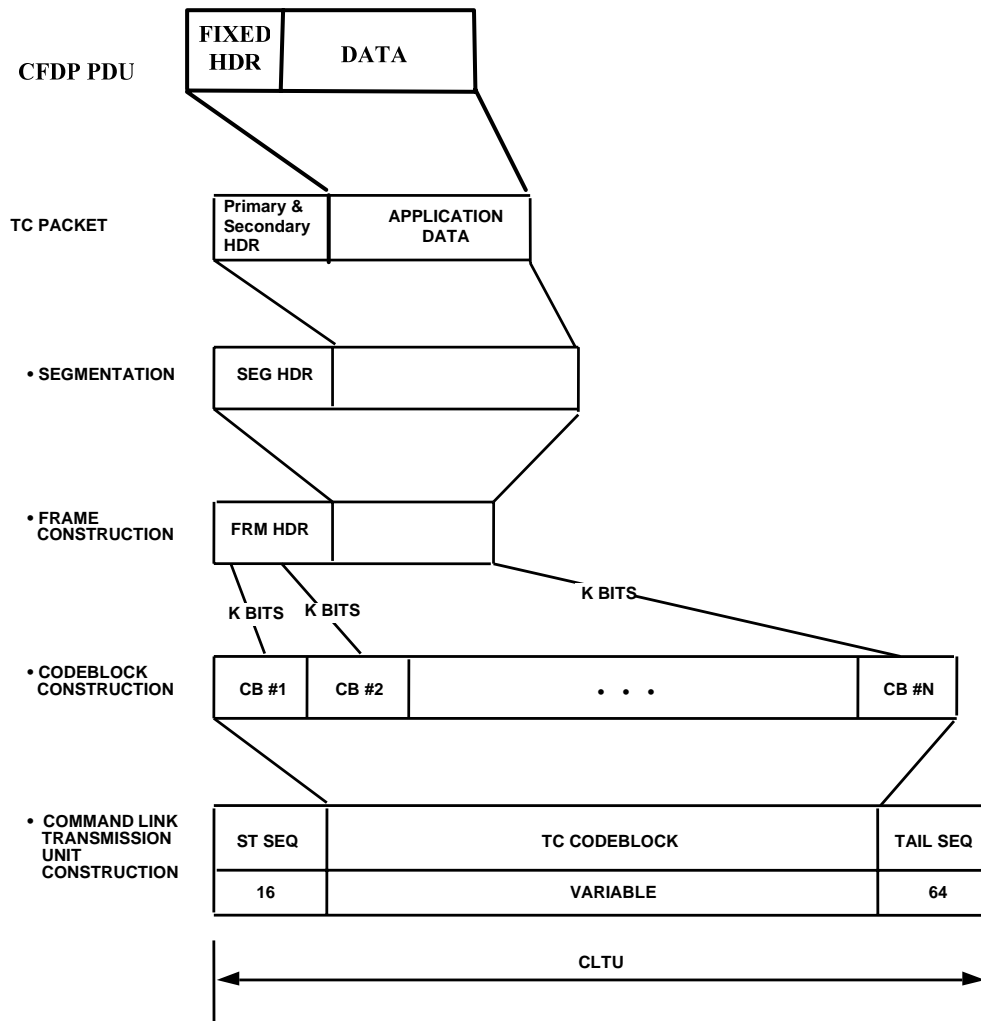 CFDP PDU
FIXED
HDR
DATA
TC PACKET
Primary &
Secondary
HDR
APPLICATION
DATA
• SEGMENTATION
SEG HDR
• FRAME
CONSTRUCTION
FRM HDR
K BITS
K BITS
K BITS
• CODEBLOCK
CONSTRUCTION
CB #1
CB #2
• • •
CB #N
• COMMAND LINK
TRANSMISSION
UNIT
CONSTRUCTION
ST SEQ
TC CODEBLOCK
TAIL SEQ
16
VARIABLE
64
CLTU